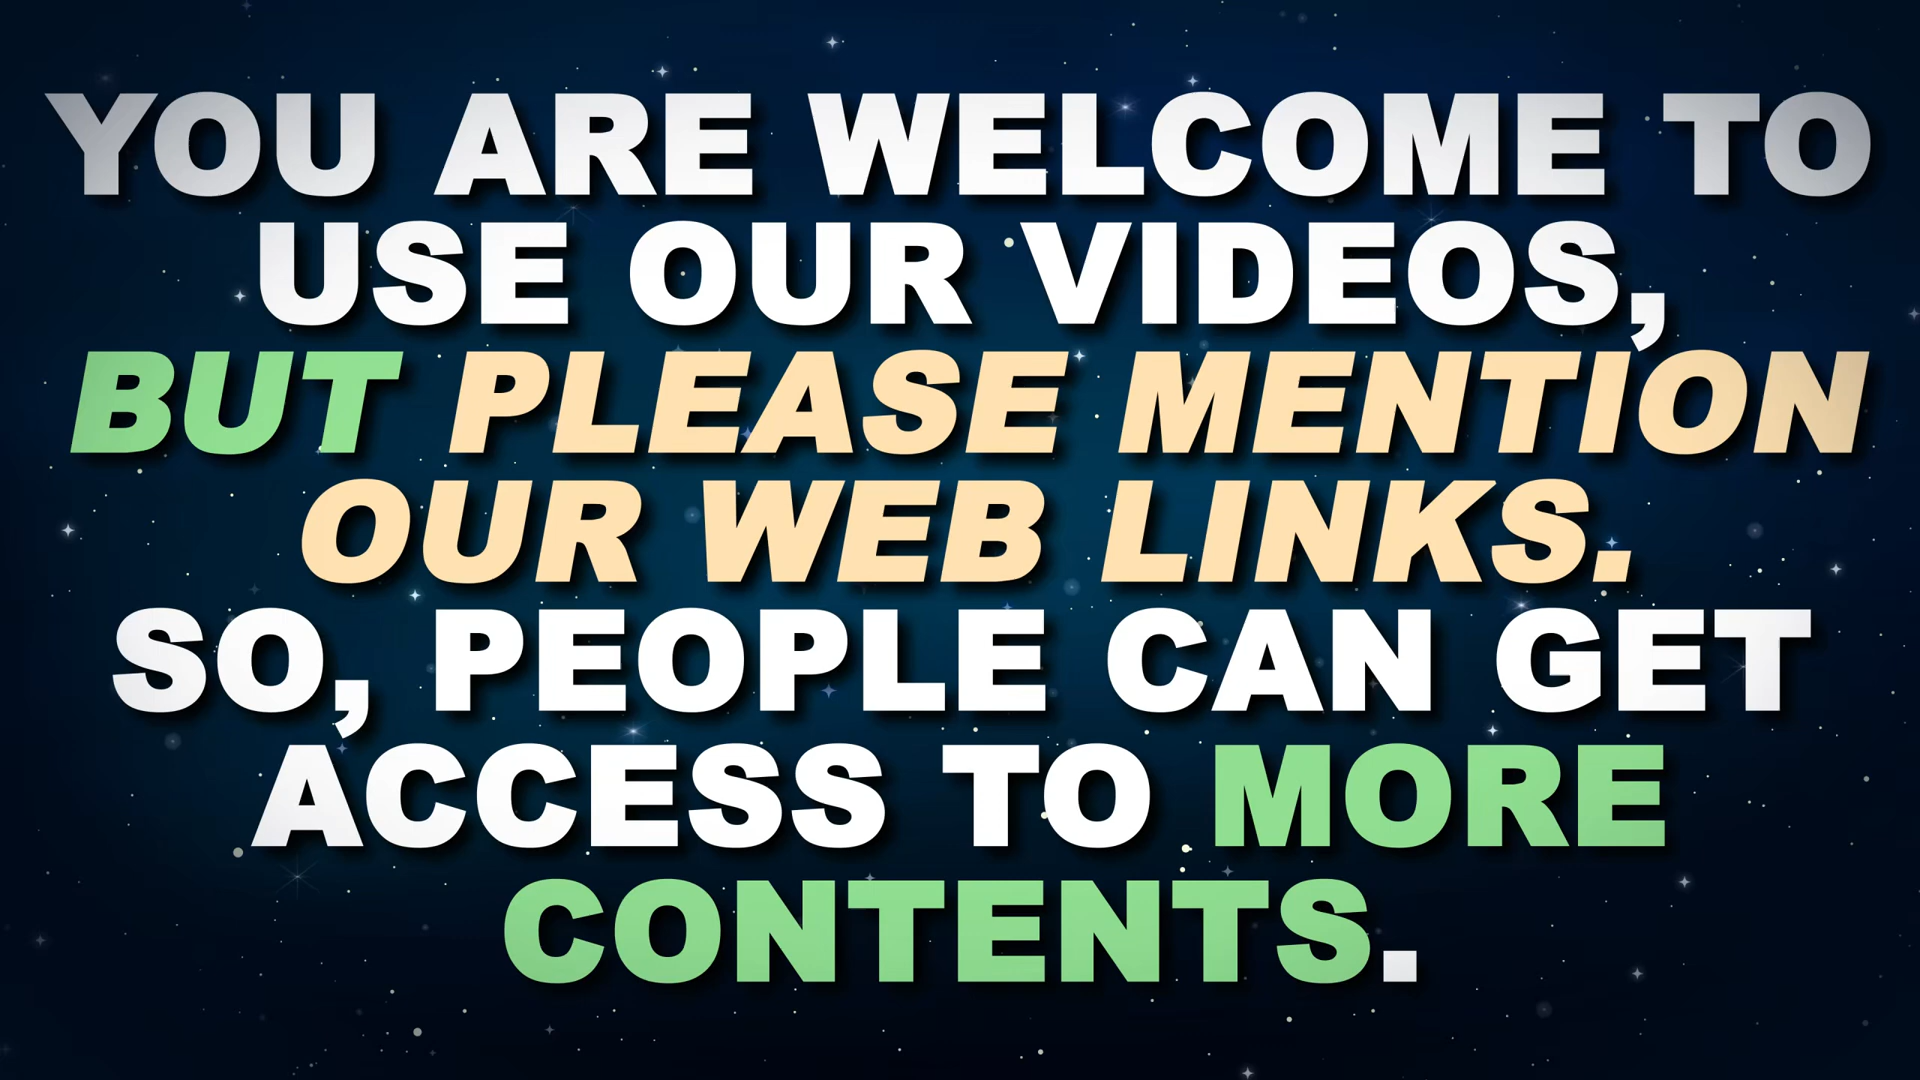 YOU ARE WELCOME TO
USE OUR VIDEOS,
BUT PLEASE MENTION
OUR WEB LINKS.
SO, PEOPLE CAN GET
ACCESS TO MORE
CONTENTS.